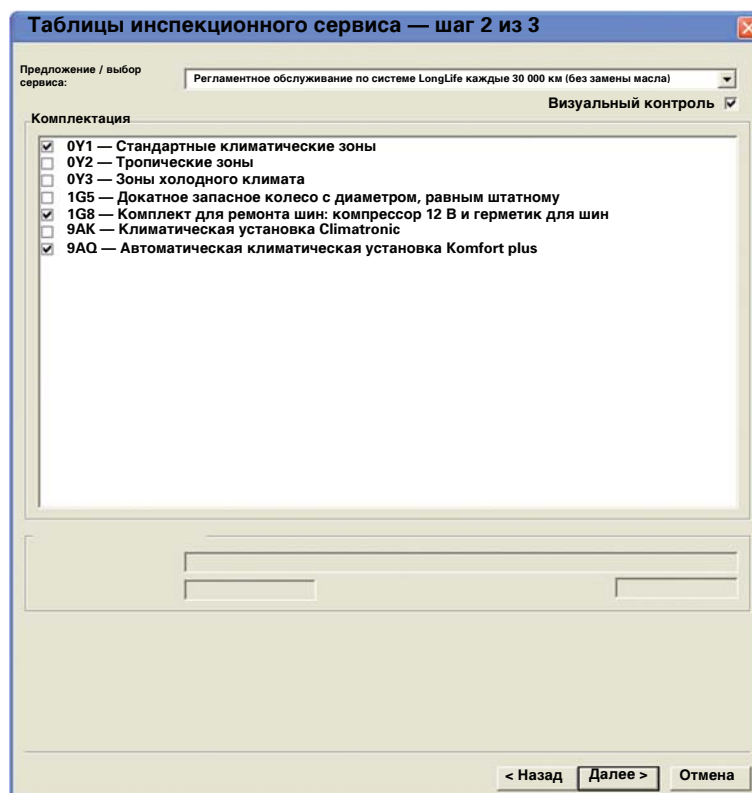 Таблицы инспекционного сервиса — шаг 2 из 3
Предложение / выбор
сервиса:
Регламентное обслуживание по системе LongLife каждые 30 000 км (без замены масла)
Визуальный контроль
Комплектация
0Y1 — Стандартные климатические зоны
0Y2 — Тропические зоны
0Y3 — Зоны холодного климата
1G5 — Докатное запасное колесо с диаметром, равным штатному
1G8 — Комплект для ремонта шин: компрессор 12 В и герметик для шин
9AK — Климатическая установка Climatronic
9AQ — Автоматическая климатическая установка Komfort plus
< Назад
Далее >
Отмена